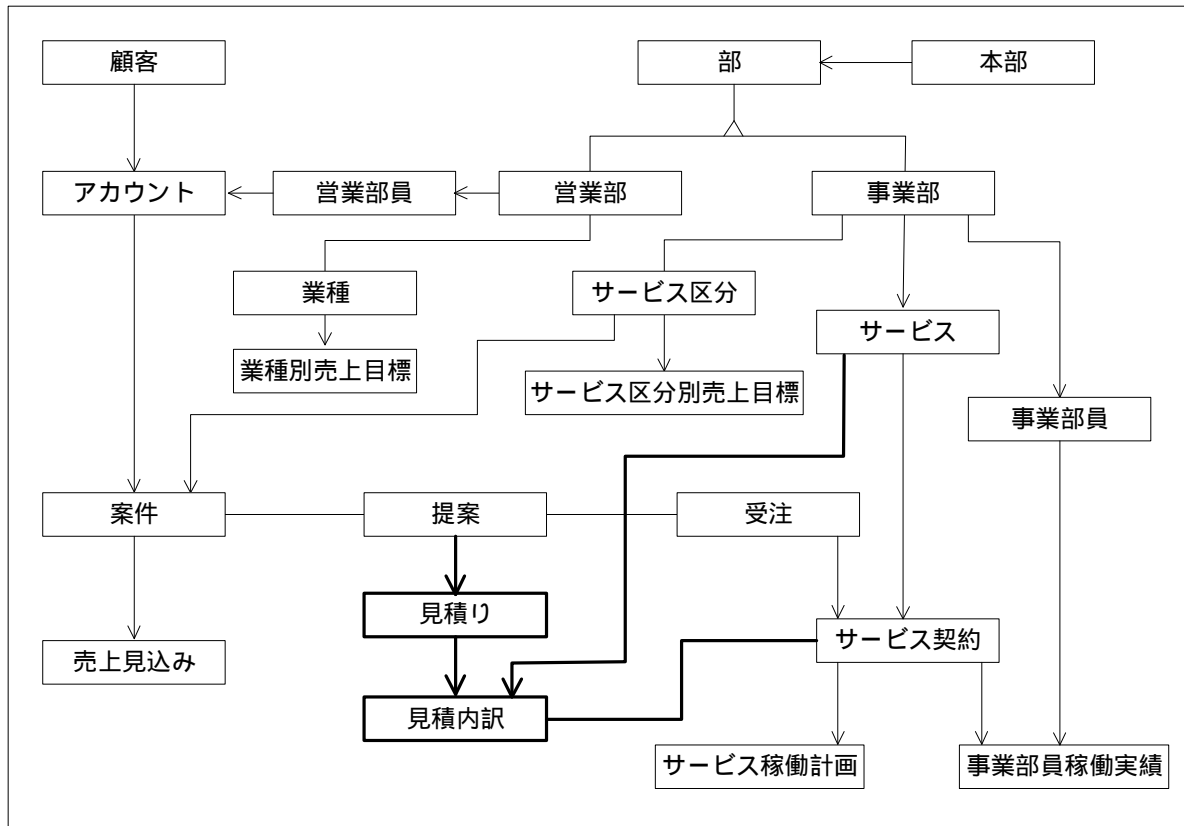 顧客
部
本部
アカウント
営業部員
営業部
事業部
業種
サービス区分
サービス
業種別売上目標
サービス区分別売上目標
事業部員
案件
提案
受注
見積り
サービス契約
売上見込み
見積内訳
サービス稼働計画
事業部員稼働実績